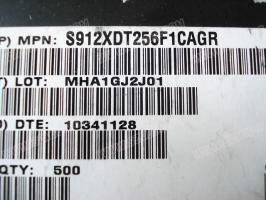 P) MPN: S912XDT256F1CAGR
T) LOT: MHA1GJ2J01
D) DTE: 10341128
QTY: 500